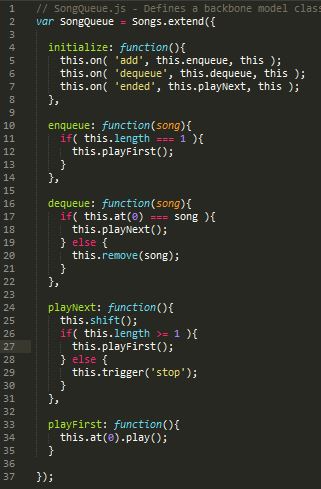 1 // SongQueue.js - Defines a backbone model clas
2 var SongQueue = Songs.extend({
3
4 initialize: function(){
5 this.on( 'add', this.enqueue, this );
6 this.on( 'dequeue', this.dequeue, this );
7 this.on( 'ended', this.playNext, this );
8 },
9
10 enqueue: function(song){
11 if( this.length === 1 ){
12 this.playFirst();
13 }
14 },
15
16 dequeue: function(song){
17 if( this.at(0) === song ){
18 this.playNext();
19 } else {
20 this.remove(song);
21 }
22 },
23
24 playNext: function(){
25 this.shift();
26 if( this.length >= 1 ){
27 this.playFirst();
28 } else {
29 this.trigger('stop');
30 }
31 },
32
33 playFirst: function(){
34 this.at(0).play();
35 }
36
37 });